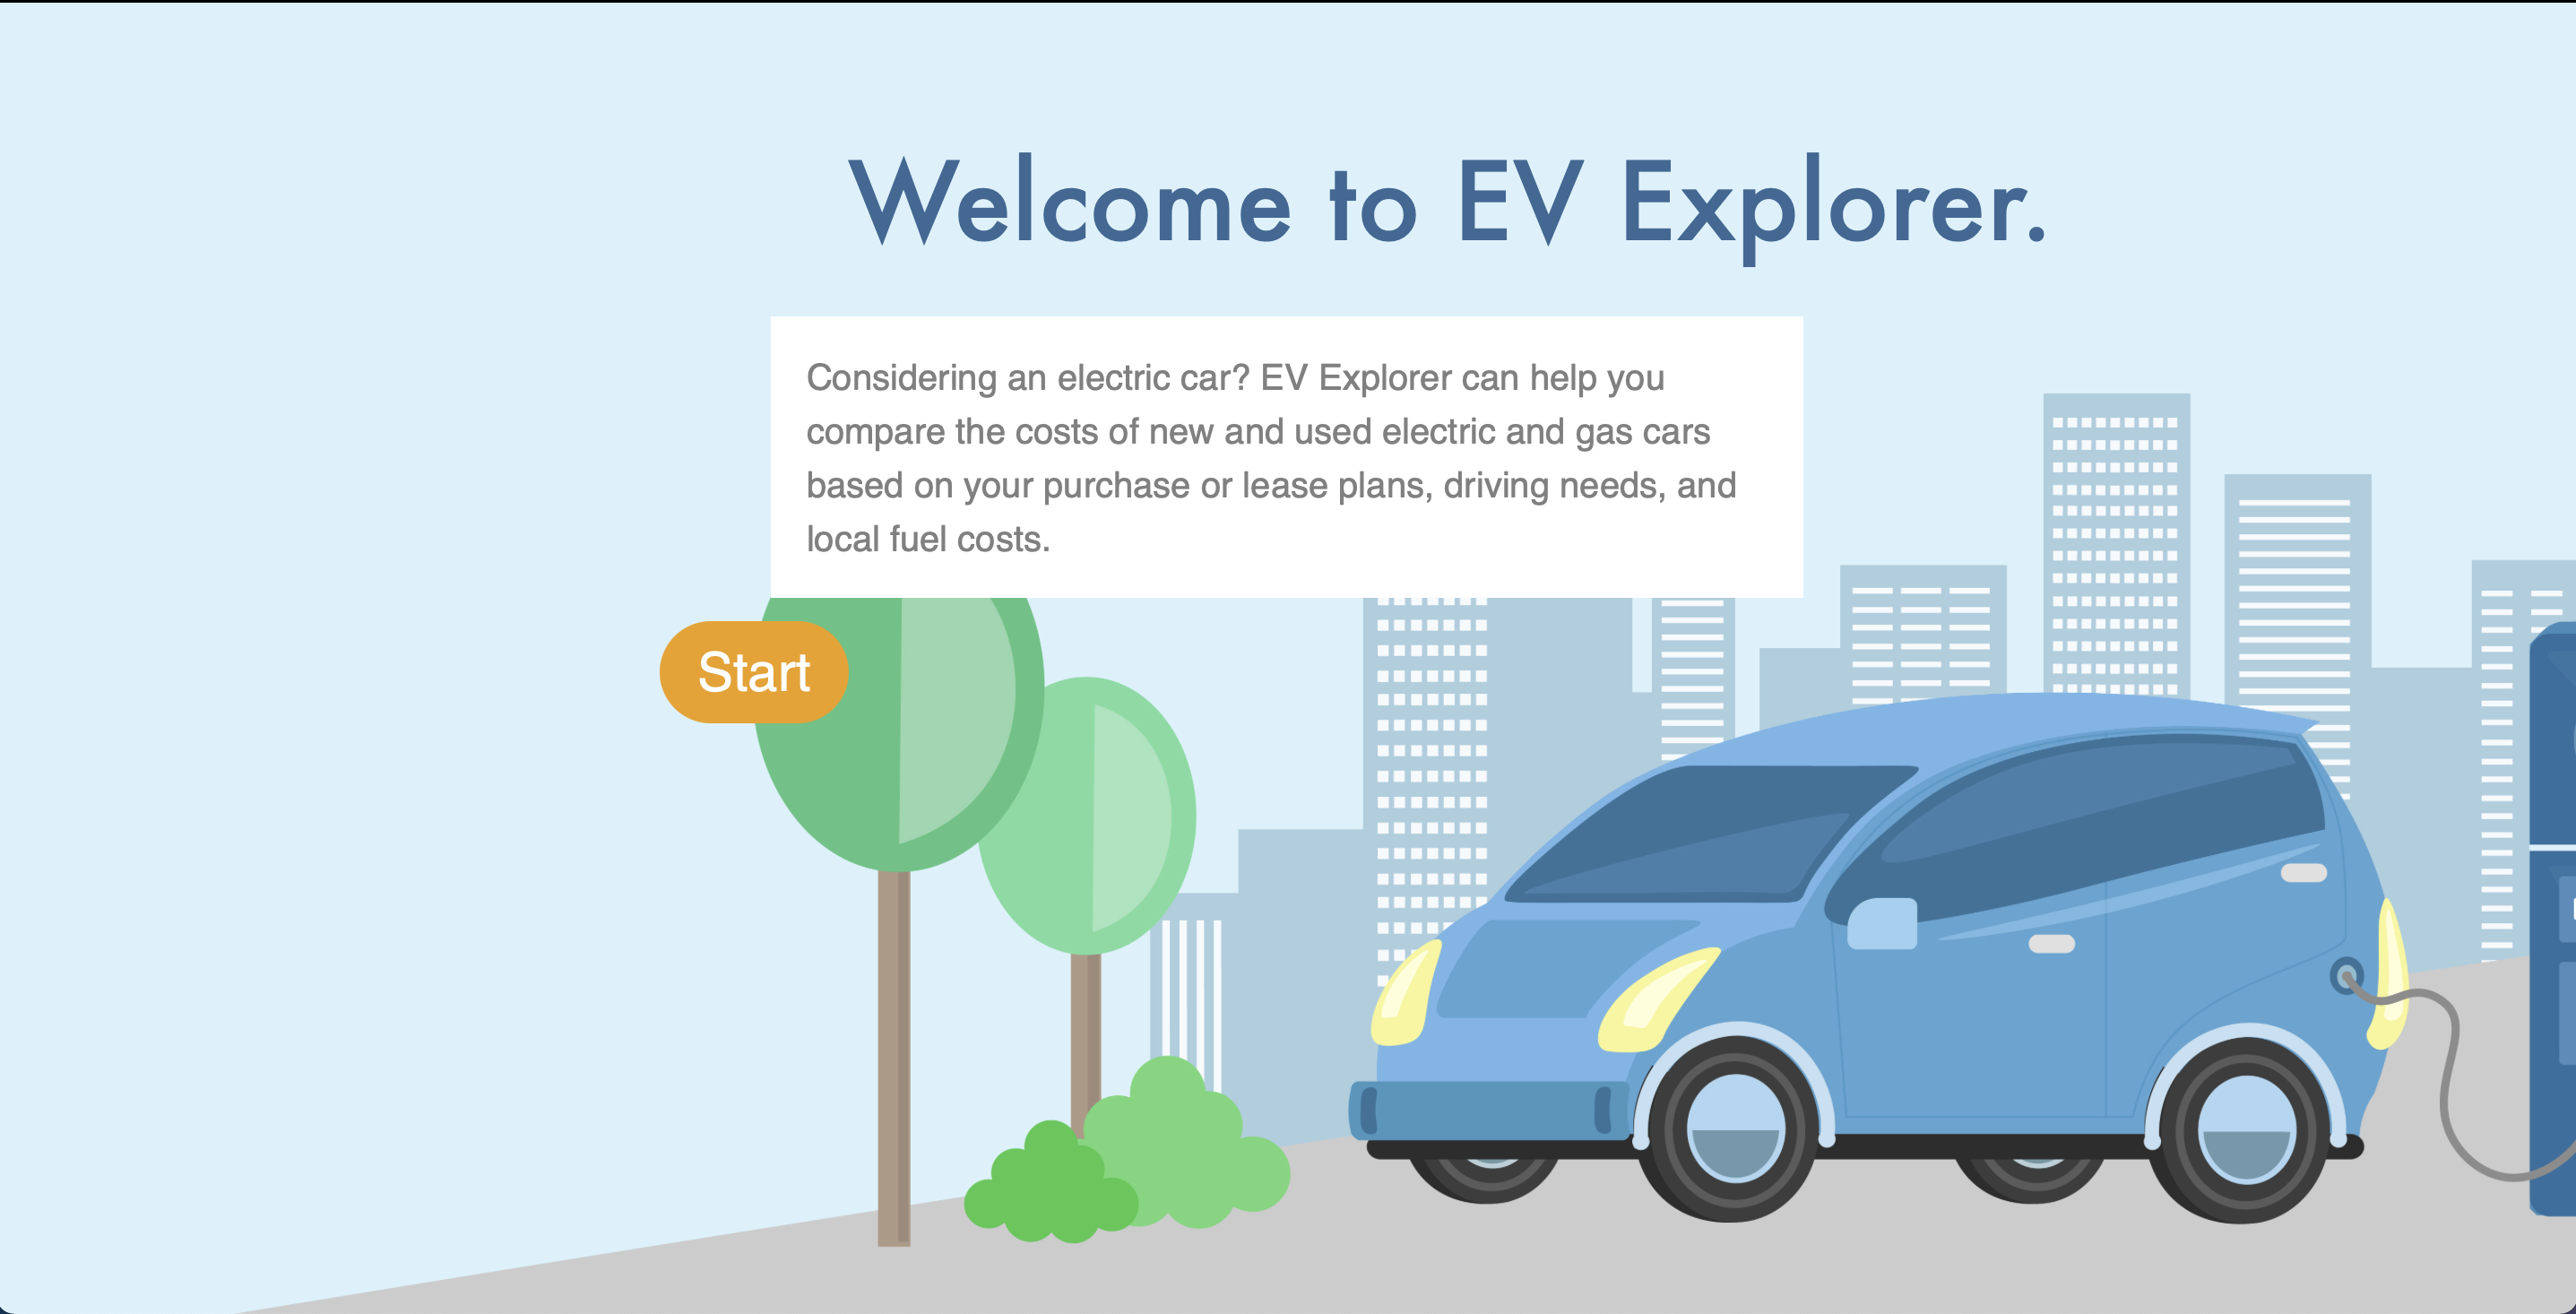 Welcome to EV Explorer.
Considering an electric car? EV Explorer can help you
compare the costs of new and used electric and gas cars
based on your purchase or lease plans, driving needs, and
local fuel costs.
Start